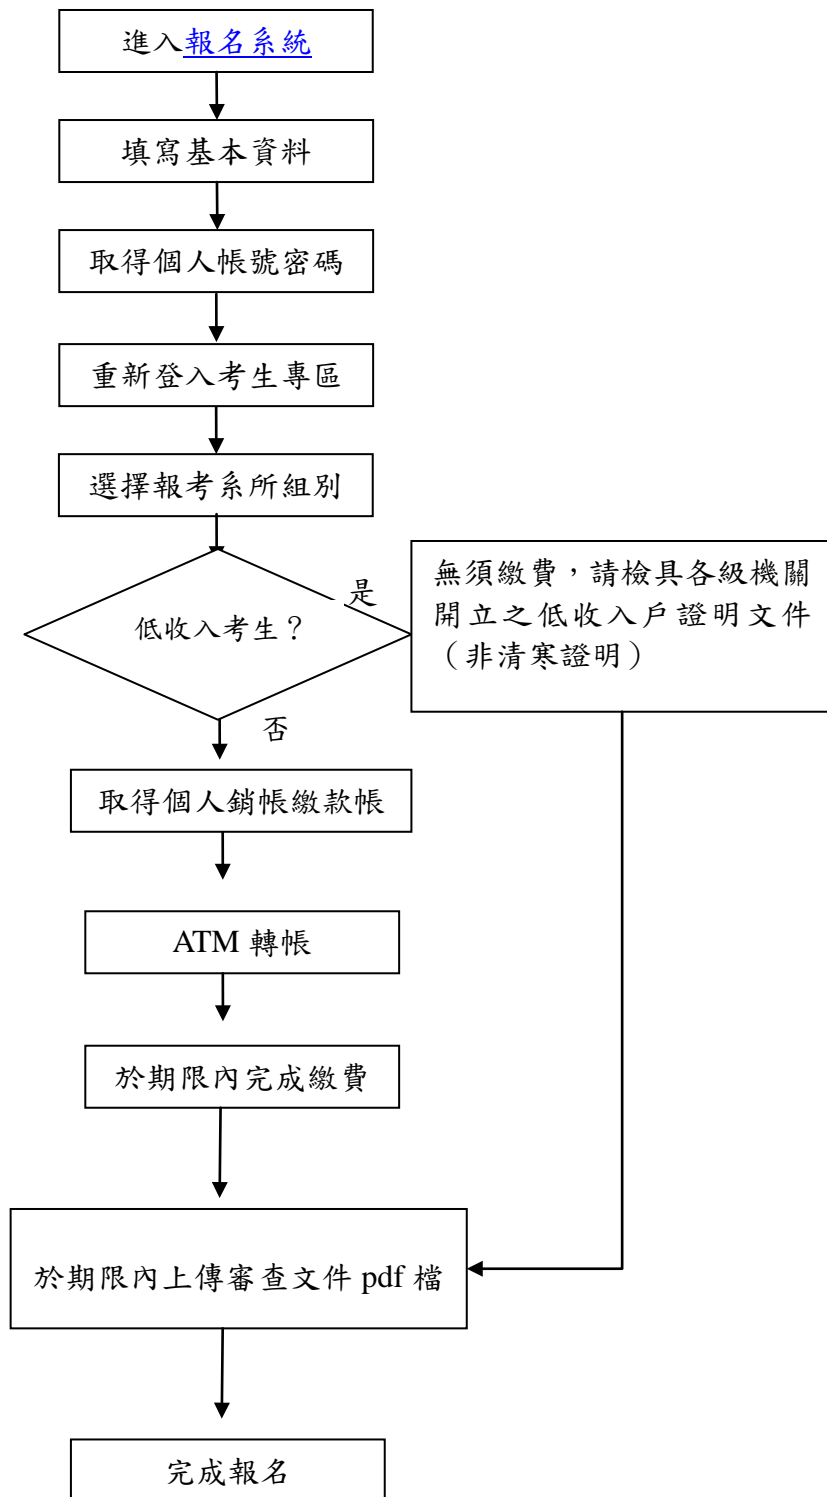 進入報名系統
填寫基本資料
取得個人帳號密碼
重新登入考生專區
選擇報考系所組別
低收入考生？
是
無須繳費，請檢具各級機關
開立之低收入戶證明文件
（非清寒證明）
否
取得個人銷帳繳款帳
ATM 轉帳
於期限內完成繳費
於期限內上傳審查文件 pdf 檔
完成報名